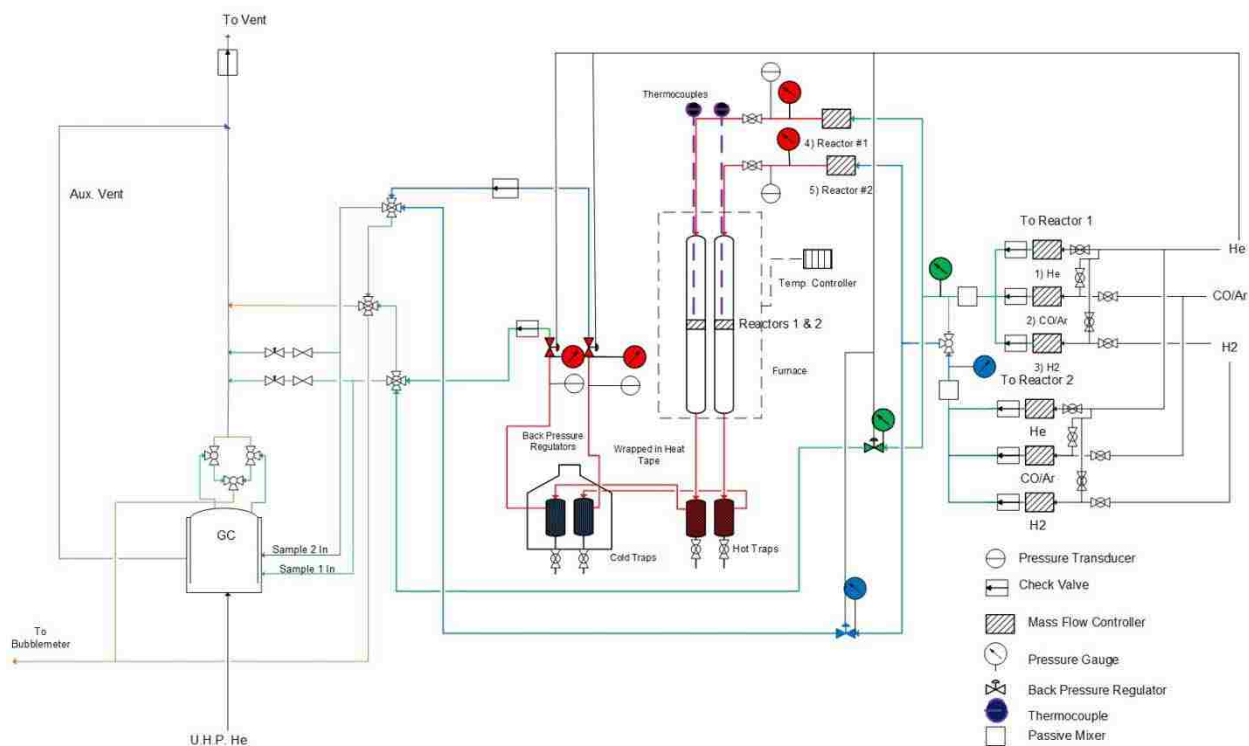 To Vent
Thermocouples
4) Reactor #1
5) Reactor #2
Aux. Vent
To Reactor 1
He
1) He
Temp. Controller
CO/Ar
2) CO/Ar
Reactors 1 & 2
H2
3) H2
Furnace
To Reactor 2
He
Back Pressure
Regulators
Wrapped in Heat
Tape
CO/Ar
H2
GC
Sample 2 In
Sample 1 In
Cold Traps
Hot Traps
Pressure Transducer
Check Valve
Mass Flow Controller
To
Bubblemeter
Pressure Gauge
Back Pressure Regulator
Thermocouple
Passive Mixer
U.H.P. He